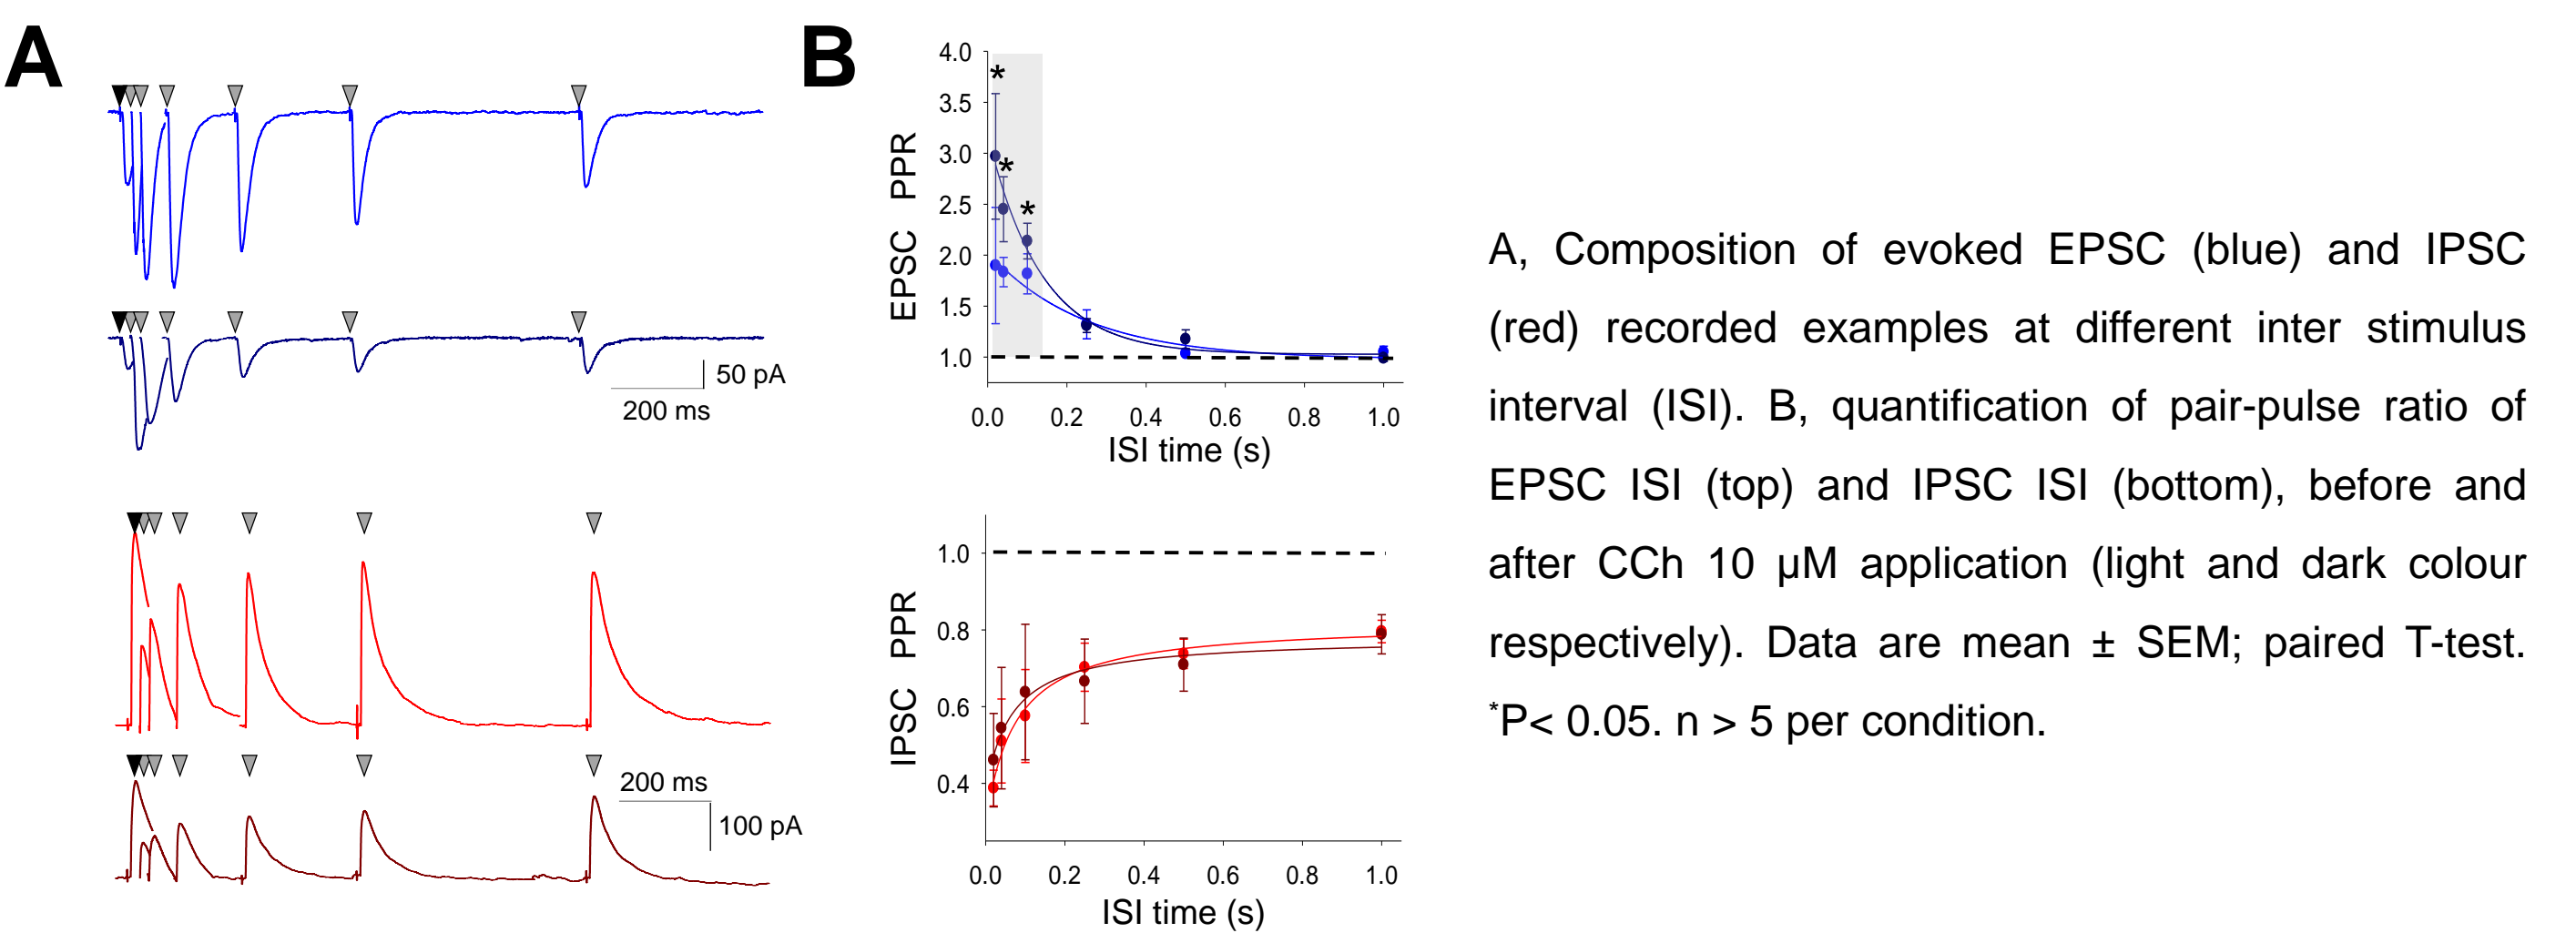 A
50 pA
200 ms
200 ms
100 pA
B
4.0
3.5
3.0
2.5
2.0
1.5
1.0
EPSC PPR
*
*
*
0.0 0.2 0.4 0.6 0.8 1.0
ISI time (s)
1.0
0.8
0.6
0.4
IPSC PPR
0.0 0.2 0.4 0.6 0.8 1.0
ISI time (s)
A, Composition of evoked EPSC (blue) and IPSC
(red) recorded examples at different inter stimulus
interval (ISI). B, quantification of pair-pulse ratio of
EPSC ISI (top) and IPSC ISI (bottom), before and
after CCh 10 µM application (light and dark colour
respectively). Data are mean ± SEM; paired T-test.
*P< 0.05. n > 5 per condition.